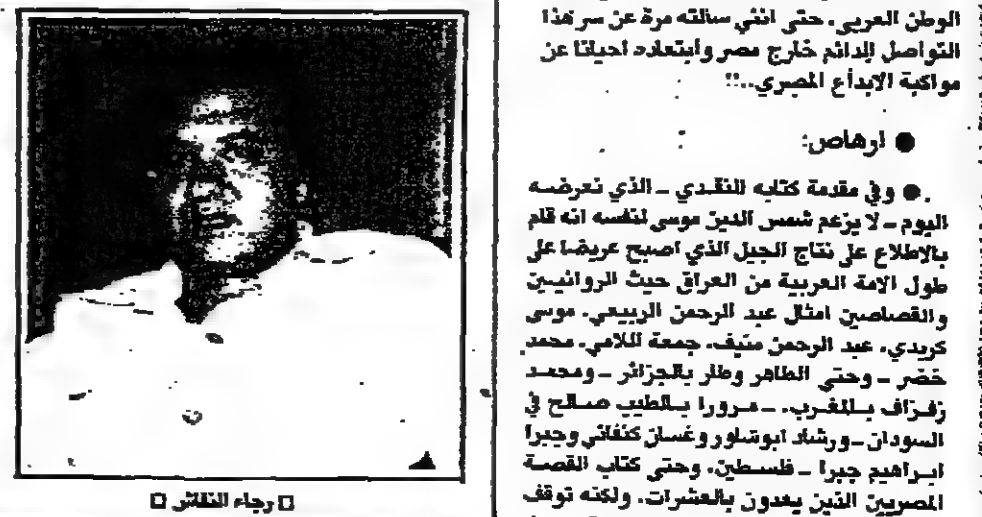 الوطن العربي. حتى انني سالته مرة عن سر هذا
التواصل الدائم خارج مصر وابتعاده احيانا عن
مواكبة الابداع المصري..؟!
● ارهاص:
● وفي مقدمة كتابه النقدي ـ الذي نعرضه
اليوم ـ لا يزعم شمس الدين موسى لنفسه انه قام
بالاطلاع على نتاج الجيل الذي اصبح عريضا على
طول الامة العربية من العراق حيث الروائيين
والقصاصين امثال عبد الرحمن الربيعي. موسى
كريدي. عبد الرحمن منيف. جمعة اللامي. محمد
خضر ـ وحتى الطاهر وطار بالجزائر ـ ومحمد
زفزاف بالمغرب. ـ مرورا بالطيب صالح في
السودان ـ ورشاد ابوشاور وغسان كنفاني وجبرا
ابراهيم جبرا ـ فلسطين. وحتى كتاب القصة
المصريين الذين يعدون بالعشرات. ولكنه توقف
□ رجاء النقاش □